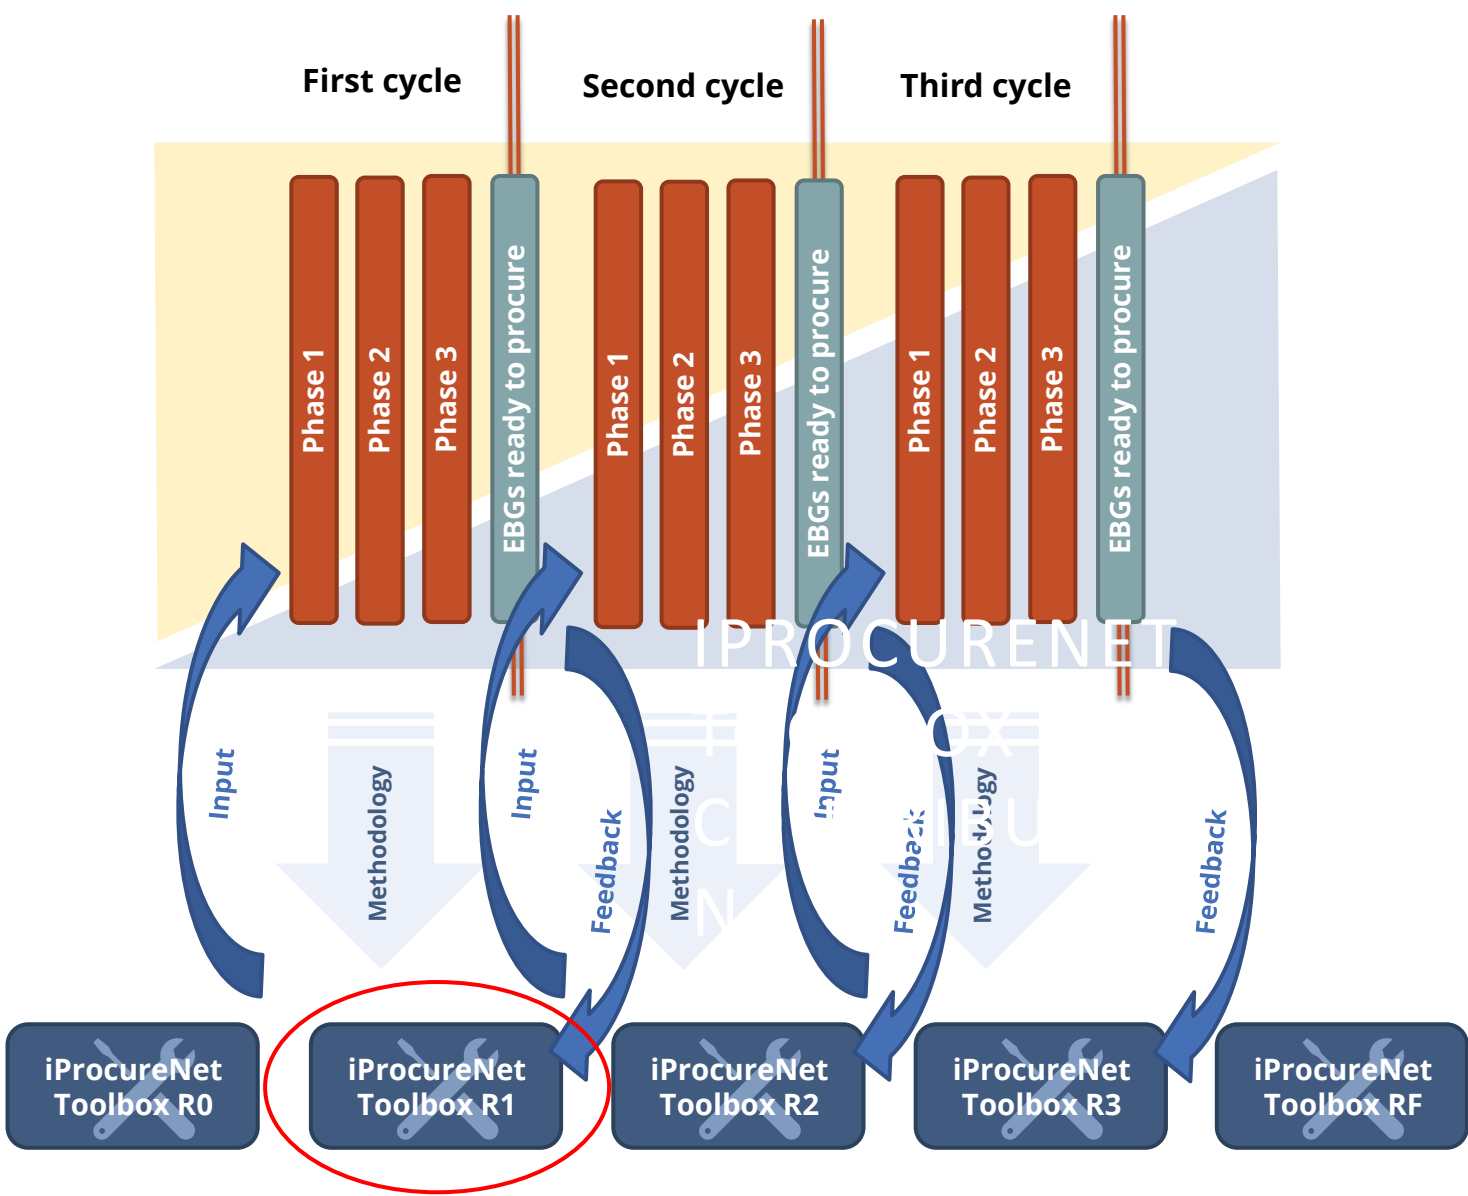 First cycle
Second cycle
Third cycle
Phase 1
Phase 2
Phase 3
EBGs ready to procure
Phase 1
Phase 2
Phase 3
EBGs ready to procure
Phase 1
Phase 2
Phase 3
EBGs ready to procure
IPROCURENET
Input
Methodology
Input
Feedback
Methodology
Input
Feedback
Methodology
Feedback
iProcureNet
Toolbox R0
iProcureNet
Toolbox R1
iProcureNet
Toolbox R2
iProcureNet
Toolbox R3
iProcureNet
Toolbox RF